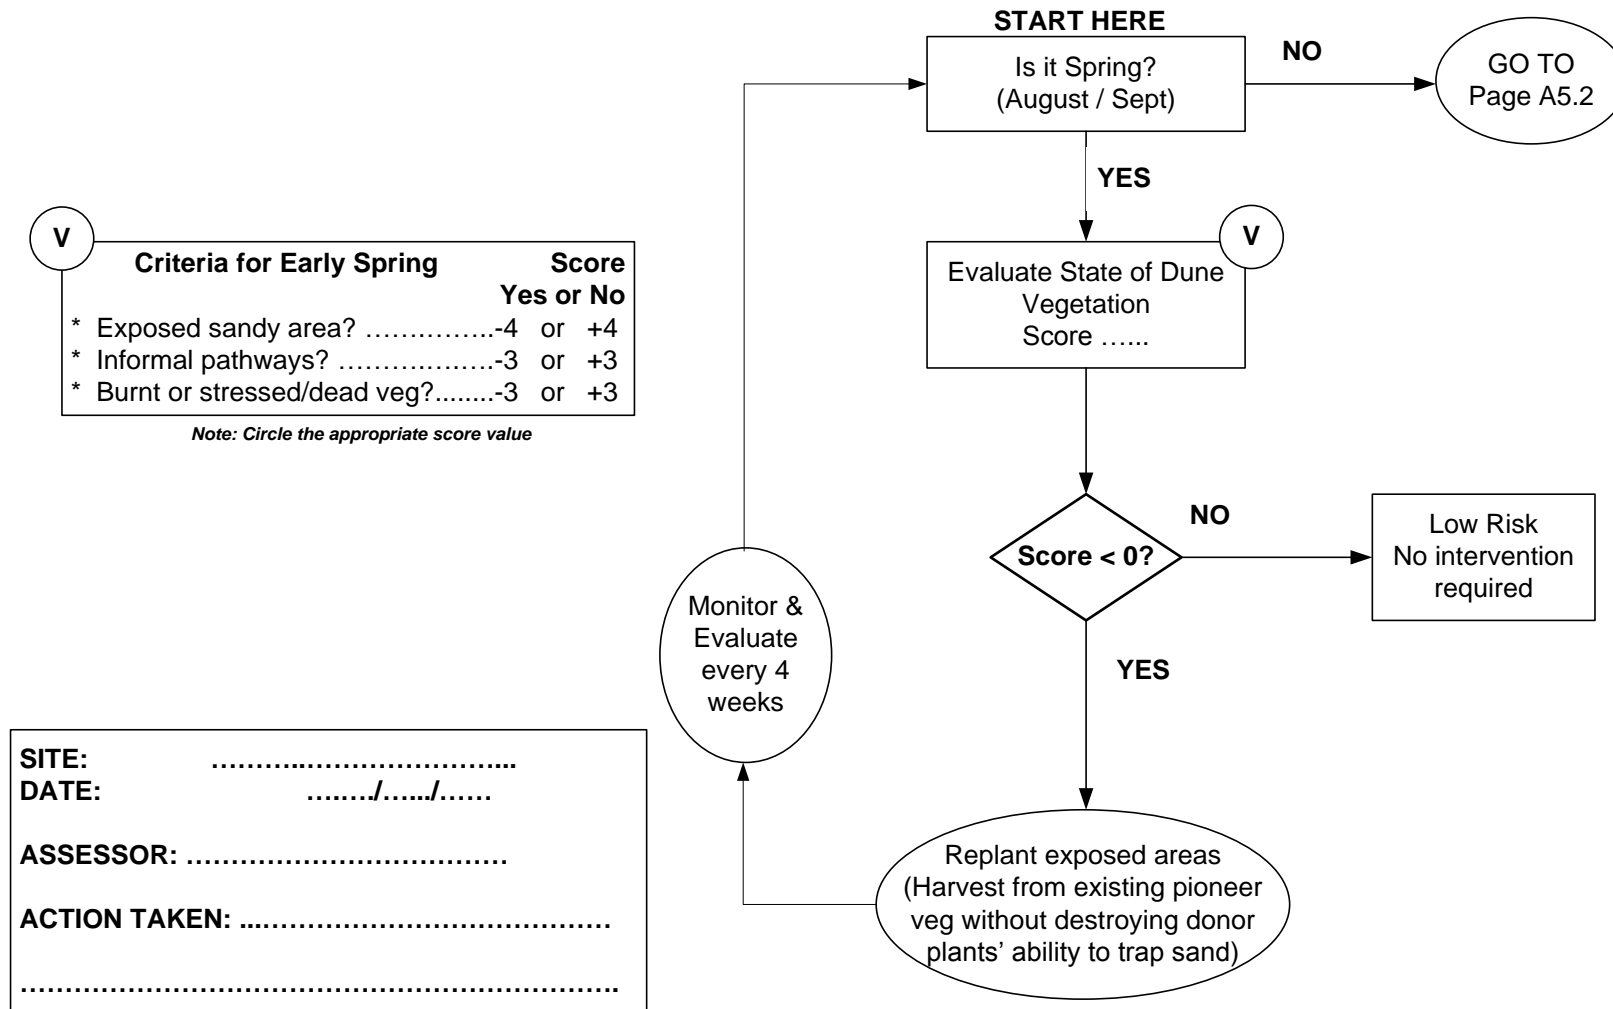 START HERE
Is it Spring?
(August / Sept)
NO
GO TO
Page A5.2
YES
V
Criteria for Early Spring Score
Yes or No
* Exposed sandy area? ……………-4 or +4
* Informal pathways? ………………-3 or +3
* Burnt or stressed/dead veg?........-3 or +3
Note: Circle the appropriate score value
V
Evaluate State of Dune
Vegetation
Score …...
Score < 0?
NO
Low Risk
No intervention
required
YES
Monitor &
Evaluate
every 4
weeks
Replant exposed areas
(Harvest from existing pioneer
veg without destroying donor
plants’ ability to trap sand)
SITE: ………..…………………...
DATE: ….…./…../……
ASSESSOR: ………………………………
ACTION TAKEN: ...…………………………………
…………………………………………………………….